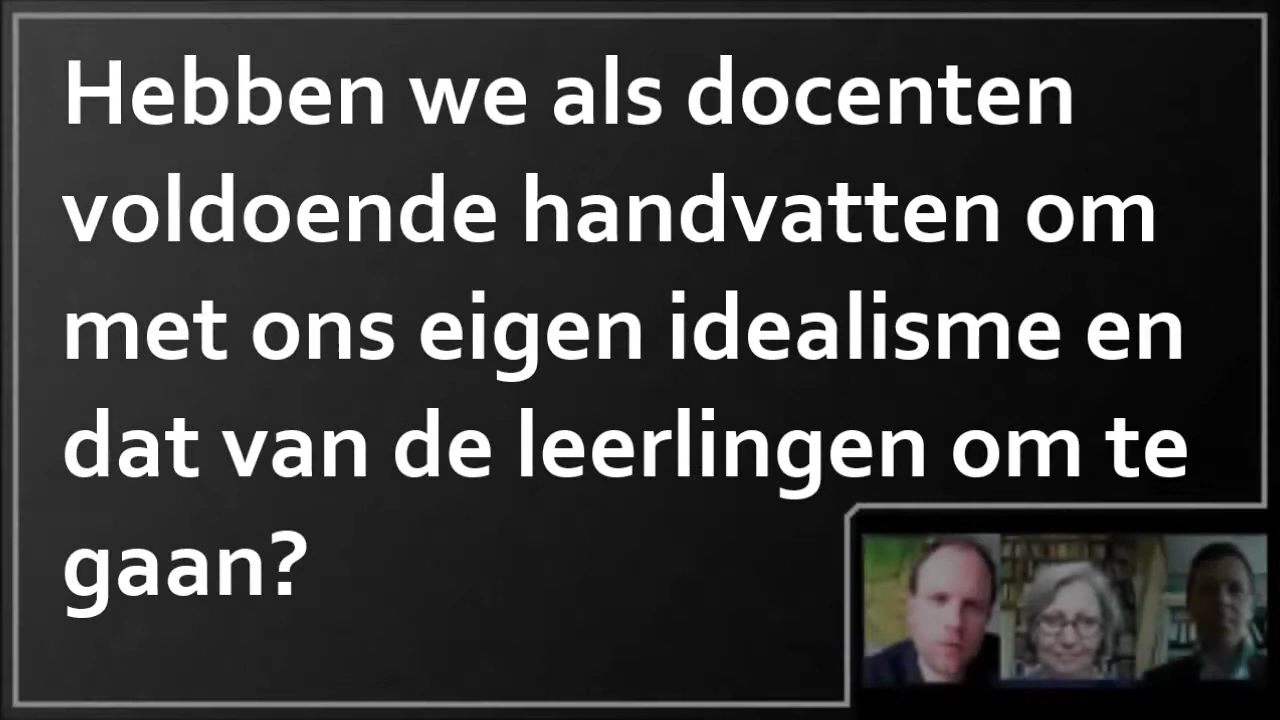 Hebben we als docenten
voldoende handvatten om
met ons eigen idealisme en
dat van de leerlingen om te
gaan?